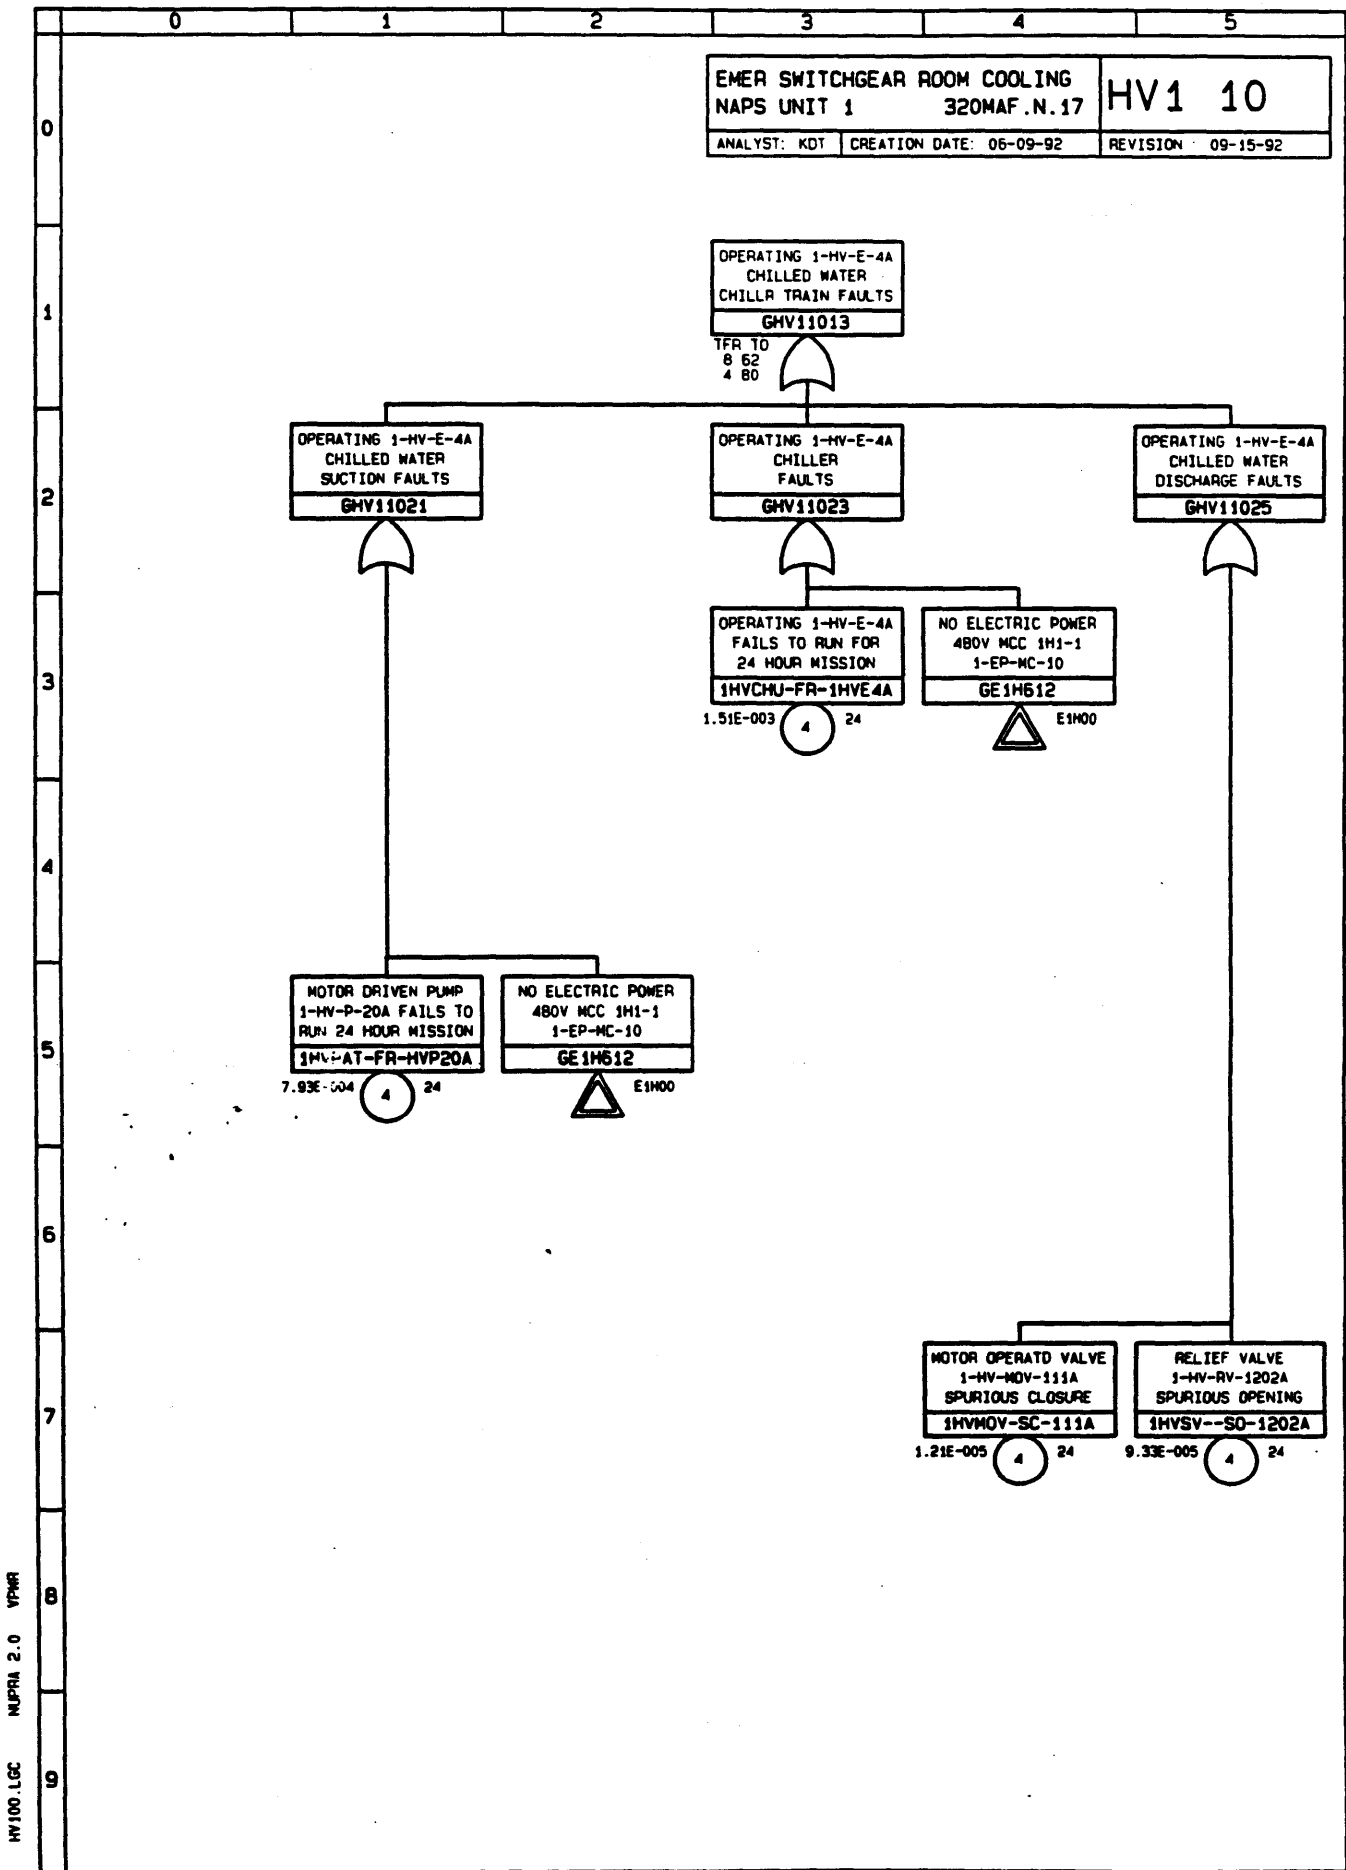 0 1 2 3 4 5
EMER SWITCHGEAR ROOM COOLING
NAPS UNIT 1 320MAF.N.17
HV1 10
ANALYST: KDT CREATION DATE: 06-09-92 REVISION 09-15-92
0
OPERATING 1-HV-E-4A
CHILLED WATER
CHILLR TRAIN FAULTS
GHV11013
TFR TO
8 62
4 80
1
OPERATING 1-HV-E-4A
CHILLED WATER
SUCTION FAULTS
GHV11021
OPERATING 1-HV-E-4A
CHILLER
FAULTS
GHV11023
OPERATING 1-HV-E-4A
CHILLED WATER
DISCHARGE FAULTS
GHV11025
2
OPERATING 1-HV-E-4A
FAILS TO RUN FOR
24 HOUR MISSION
1HVCHU-FR-1HVE4A
1.51E-003 4 24
NO ELECTRIC POWER
480V MCC 1H1-1
1-EP-MC-10
GE1H612
E1H00
3
4
MOTOR DRIVEN PUMP
1-HV-P-20A FAILS TO
RUN 24 HOUR MISSION
1HVPAT-FR-HVP20A
7.93E-004 4 24
NO ELECTRIC POWER
480V MCC 1H1-1
1-EP-MC-10
GE1H612
E1H00
5
6
MOTOR OPERATD VALVE
1-HV-MOV-111A
SPURIOUS CLOSURE
1HVMOV-SC-111A
1.21E-005 4 24
RELIEF VALVE
1-HV-RV-1202A
SPURIOUS OPENING
1HVSV--SO-1202A
9.33E-005 4 24
7
8
9
HV100.LGC NUPRA 2.0 VPWR